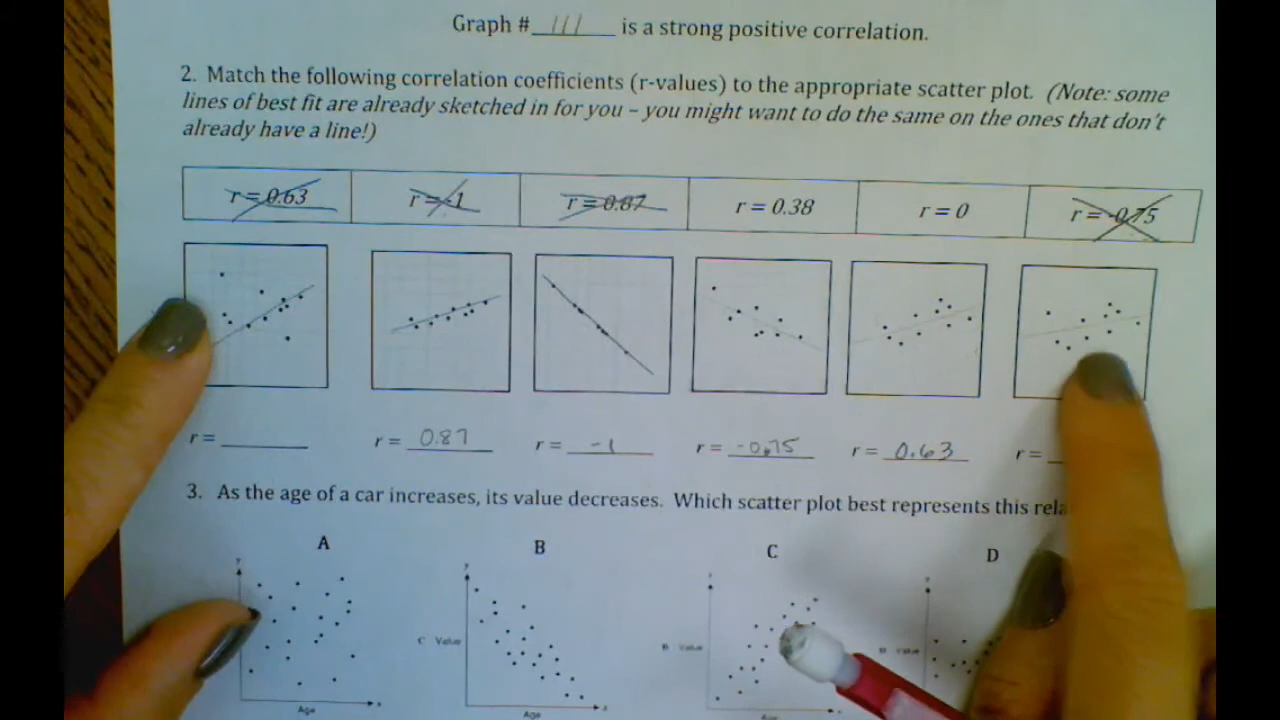 Graph # III is a strong positive correlation.
2. Match the following correlation coefficients (r-values) to the appropriate scatter plot. (Note: some
lines of best fit are already sketched in for you – you might want to do the same on the ones that don't
already have a line!)
r = 0.63 r = -1 r = 0.87 r = 0.38 r = 0 r = -0.75
r = ____ r = 0.87 r = -1 r = -0.75 r = 0.63 r =
3. As the age of a car increases, its value decreases. Which scatter plot best represents this
A B C D
y y y y
C Value B Value Value
x x x
Age Age Age